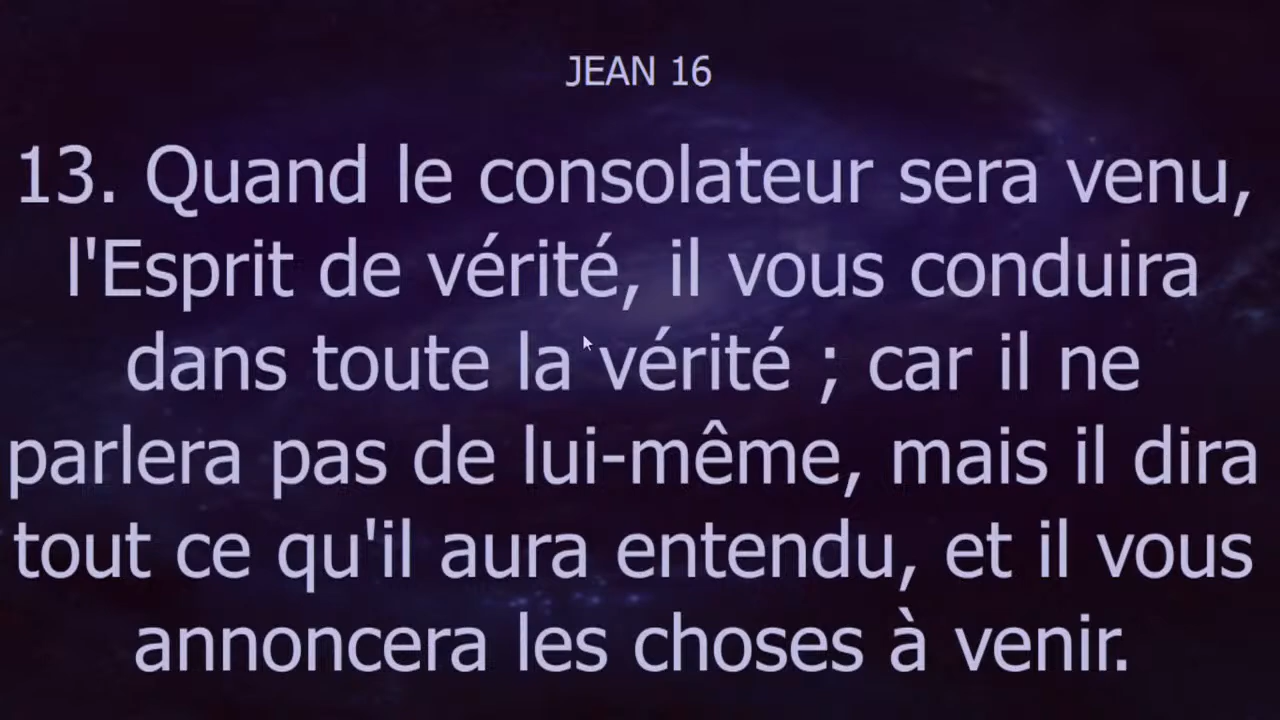 JEAN 16
13. Quand le consolateur sera venu,
l'Esprit de vérité, il vous conduira
dans toute la vérité ; car il ne
parlera pas de lui-même, mais il dira
tout ce qu'il aura entendu, et il vous
annoncera les choses à venir.